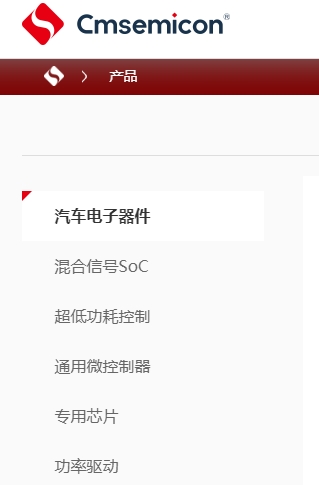 Cmsemicon®
产品
汽车电子器件
混合信号SoC
超低功耗控制
通用微控制器
专用芯片
功率驱动